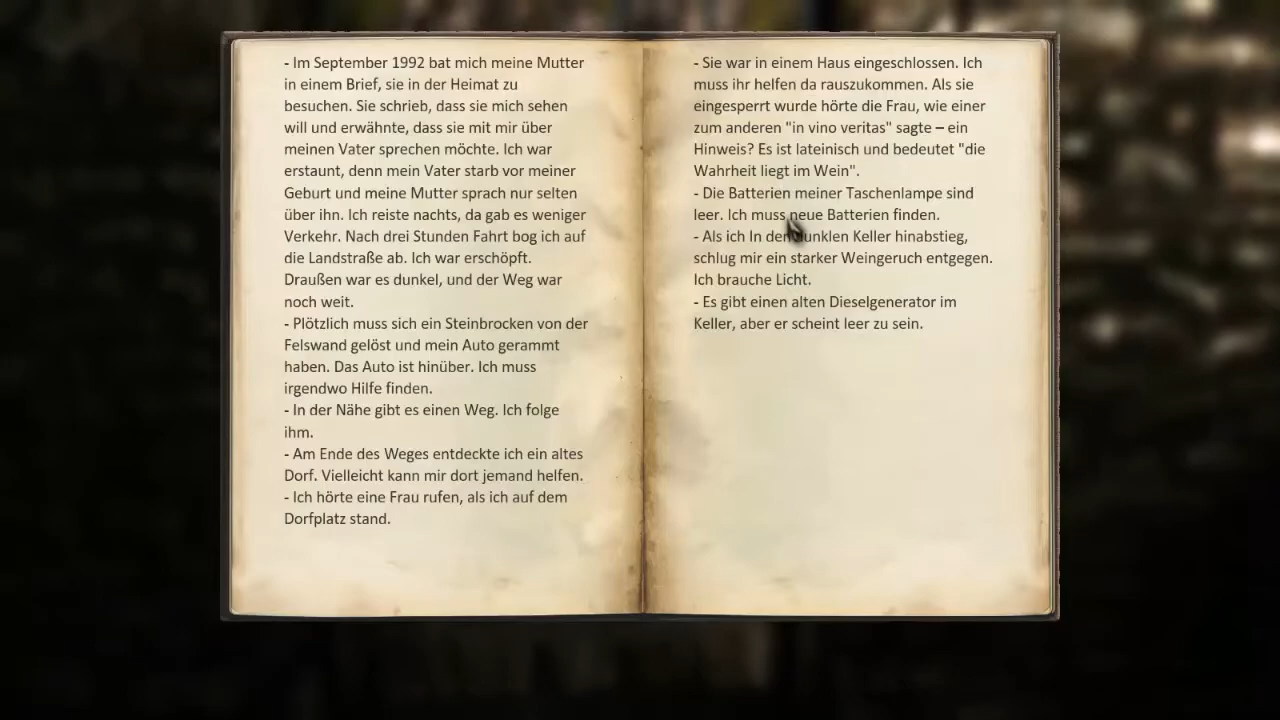 - Im September 1992 bat mich meine Mutter
in einem Brief, sie in der Heimat zu
besuchen. Sie schrieb, dass sie mich sehen
will und erwähnte, dass sie mit mir über
meinen Vater sprechen möchte. Ich war
erstaunt, denn mein Vater starb vor meiner
Geburt und meine Mutter sprach nur selten
über ihn. Ich reiste nachts, da gab es weniger
Verkehr. Nach drei Stunden Fahrt bog ich auf
die Landstraße ab. Ich war erschöpft.
Draußen war es dunkel, und der Weg war
noch weit.
- Plötzlich muss sich ein Steinbrocken von der
Felswand gelöst und mein Auto gerammt
haben. Das Auto ist hinüber. Ich muss
irgendwo Hilfe finden.
- In der Nähe gibt es einen Weg. Ich folge
ihm.
- Am Ende des Weges entdeckte ich ein altes
Dorf. Vielleicht kann mir dort jemand helfen.
- Ich hörte eine Frau rufen, als ich auf dem
Dorfplatz stand.
- Sie war in einem Haus eingeschlossen. Ich
muss ihr helfen da rauszukommen. Als sie
eingesperrt wurde hörte die Frau, wie einer
zum anderen "in vino veritas" sagte – ein
Hinweis? Es ist lateinisch und bedeutet "die
Wahrheit liegt im Wein".
- Die Batterien meiner Taschenlampe sind
leer. Ich muss neue Batterien finden.
- Als ich In den dunklen Keller hinabstieg,
schlug mir ein starker Weingeruch entgegen.
Ich brauche Licht.
- Es gibt einen alten Dieselgenerator im
Keller, aber er scheint leer zu sein.